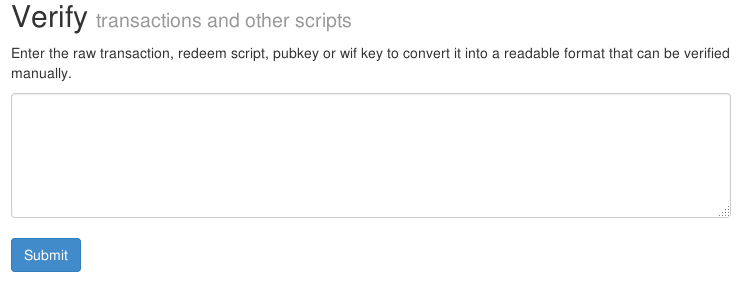 Verify transactions and other scripts
Enter the raw transaction, redeem script, pubkey or wif key to convert it into a readable format that can be verified
manually.
Submit